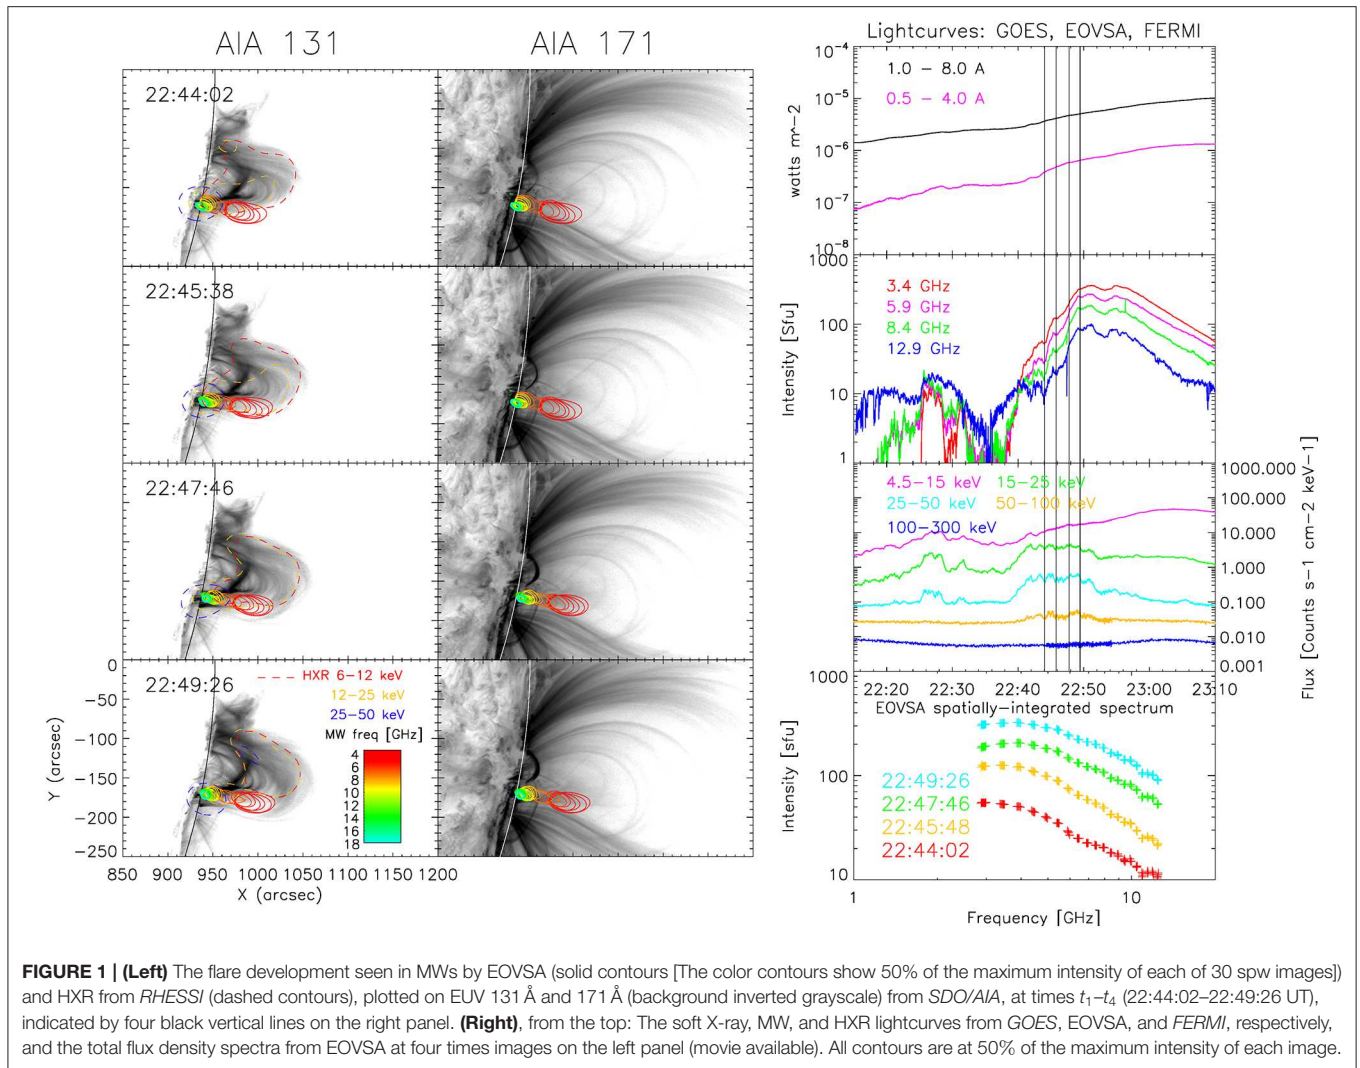 AIA 131
AIA 171
Lightcurves: GOES, EOVSA, FERMI
22:44:02
22:45:38
22:47:46
22:49:26
HXR 6-12 keV
12-25 keV
25-50 keV
MW freq [GHz]
4
6
8
10
12
14
16
18
0
-50
-100
-150
-200
-250
Y (arcsec)
850 900 950 1000 1050 1100 1150 1200
X (arcsec)
10^-4
10^-5
10^-6
10^-7
10^-8
watts m^-2
1.0 - 8.0 A
0.5 - 4.0 A
1000
100
10
1
Intensity [Sfu]
3.4 GHz
5.9 GHz
8.4 GHz
12.9 GHz
4.5-15 keV 15-25 keV
25-50 keV 50-100 keV
100-300 keV
1000.000
100.000
10.000
1.000
0.100
0.010
0.001
Flux [Counts s-1 cm-2 keV-1]
22:20 22:30 22:40 22:50 23:00 23:10
EOVSA spatially-integrated spectrum
1000
100
10
Intensity [sfu]
22:49:26
22:47:46
22:45:48
22:44:02
1 10
Frequency [GHz]
FIGURE 1 | (Left) The flare development seen in MWs by EOVSA (solid contours [The color contours show 50% of the maximum intensity of each of 30 spw images])
and HXR from RHESSI (dashed contours), plotted on EUV 131 Å and 171 Å (background inverted grayscale) from SDO/AIA, at times t1–t4 (22:44:02–22:49:26 UT),
indicated by four black vertical lines on the right panel. (Right), from the top: The soft X-ray, MW, and HXR lightcurves from GOES, EOVSA, and FERMI, respectively,
and the total flux density spectra from EOVSA at four times images on the left panel (movie available). All contours are at 50% of the maximum intensity of each image.